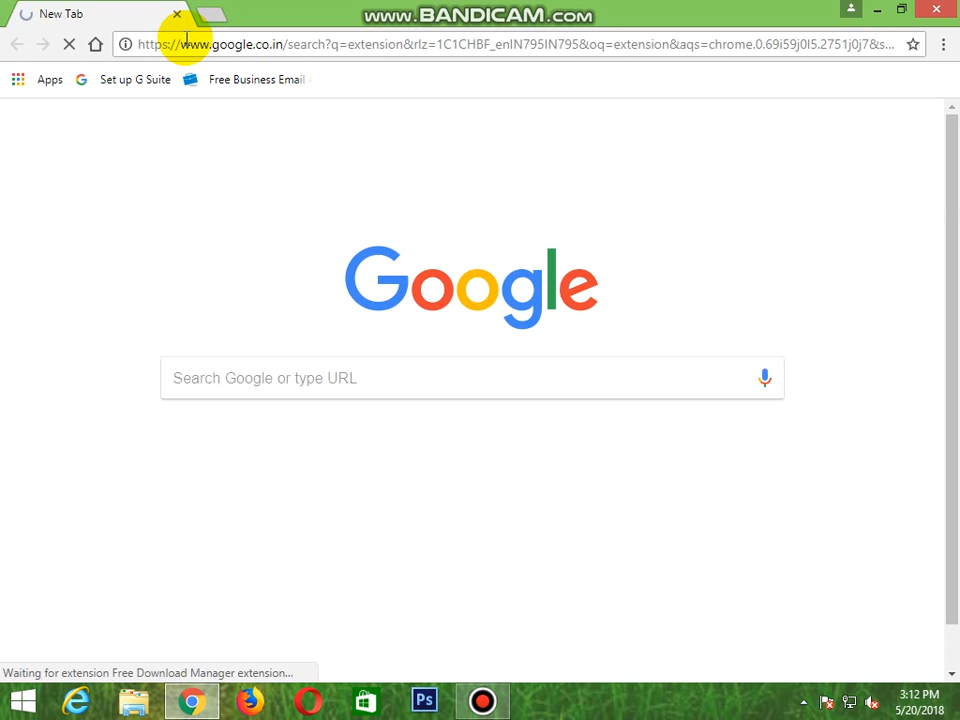 New Tab
www.BANDICAM.com
https://www.google.co.in/search?q=extension&rlz=1C1CHBF_enIN795IN795&oq=extension&aqs=chrome.0.69i59j0l5.2751j0j7&s...
Apps Set up G Suite Free Business Email
Google
Search Google or type URL
Waiting for extension Free Download Manager extension...
Ps
3:12 PM
5/20/2018